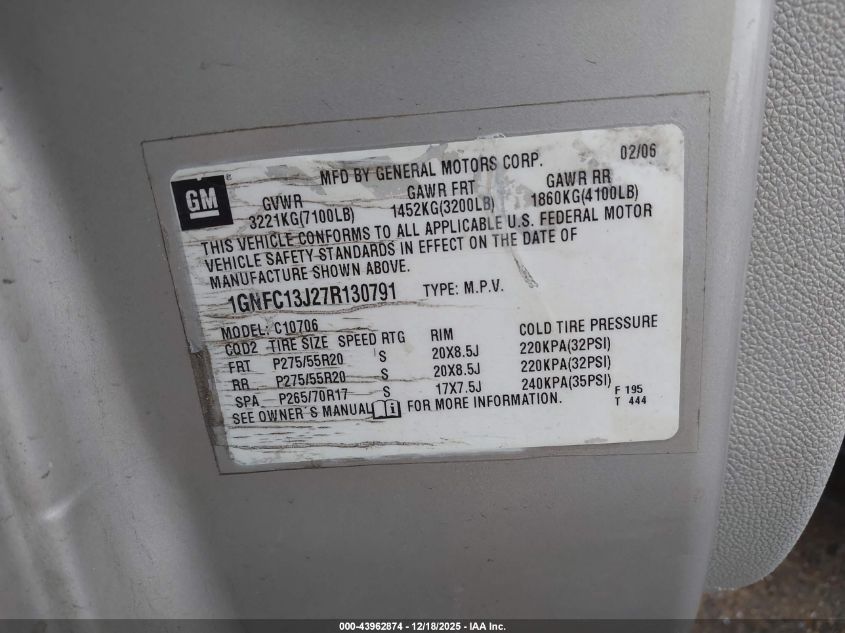 MFD BY GENERAL MOTORS CORP. 02/06
GM
GVWR GAWR FRT GAWR RR
3221KG(7100LB) 1452KG(3200LB) 1860KG(4100LB)
THIS VEHICLE CONFORMS TO ALL APPLICABLE U.S. FEDERAL MOTOR
VEHICLE SAFETY STANDARDS IN EFFECT ON THE DATE OF
MANUFACTURE SHOWN ABOVE.
1GNFC13J27R130791 TYPE: M.P.V.
MODEL: C10706
CQD2 TIRE SIZE SPEED RTG RIM COLD TIRE PRESSURE
FRT P275/55R20 S 20X8.5J 220KPA(32PSI)
RR P275/55R20 S 20X8.5J 220KPA(32PSI)
SPA P265/70R17 S 17X7.5J 240KPA(35PSI)
SEE OWNER'S MANUAL FOR MORE INFORMATION.
F 195
T 444
000-43962874 / 12/18/2025 - IAA Inc.